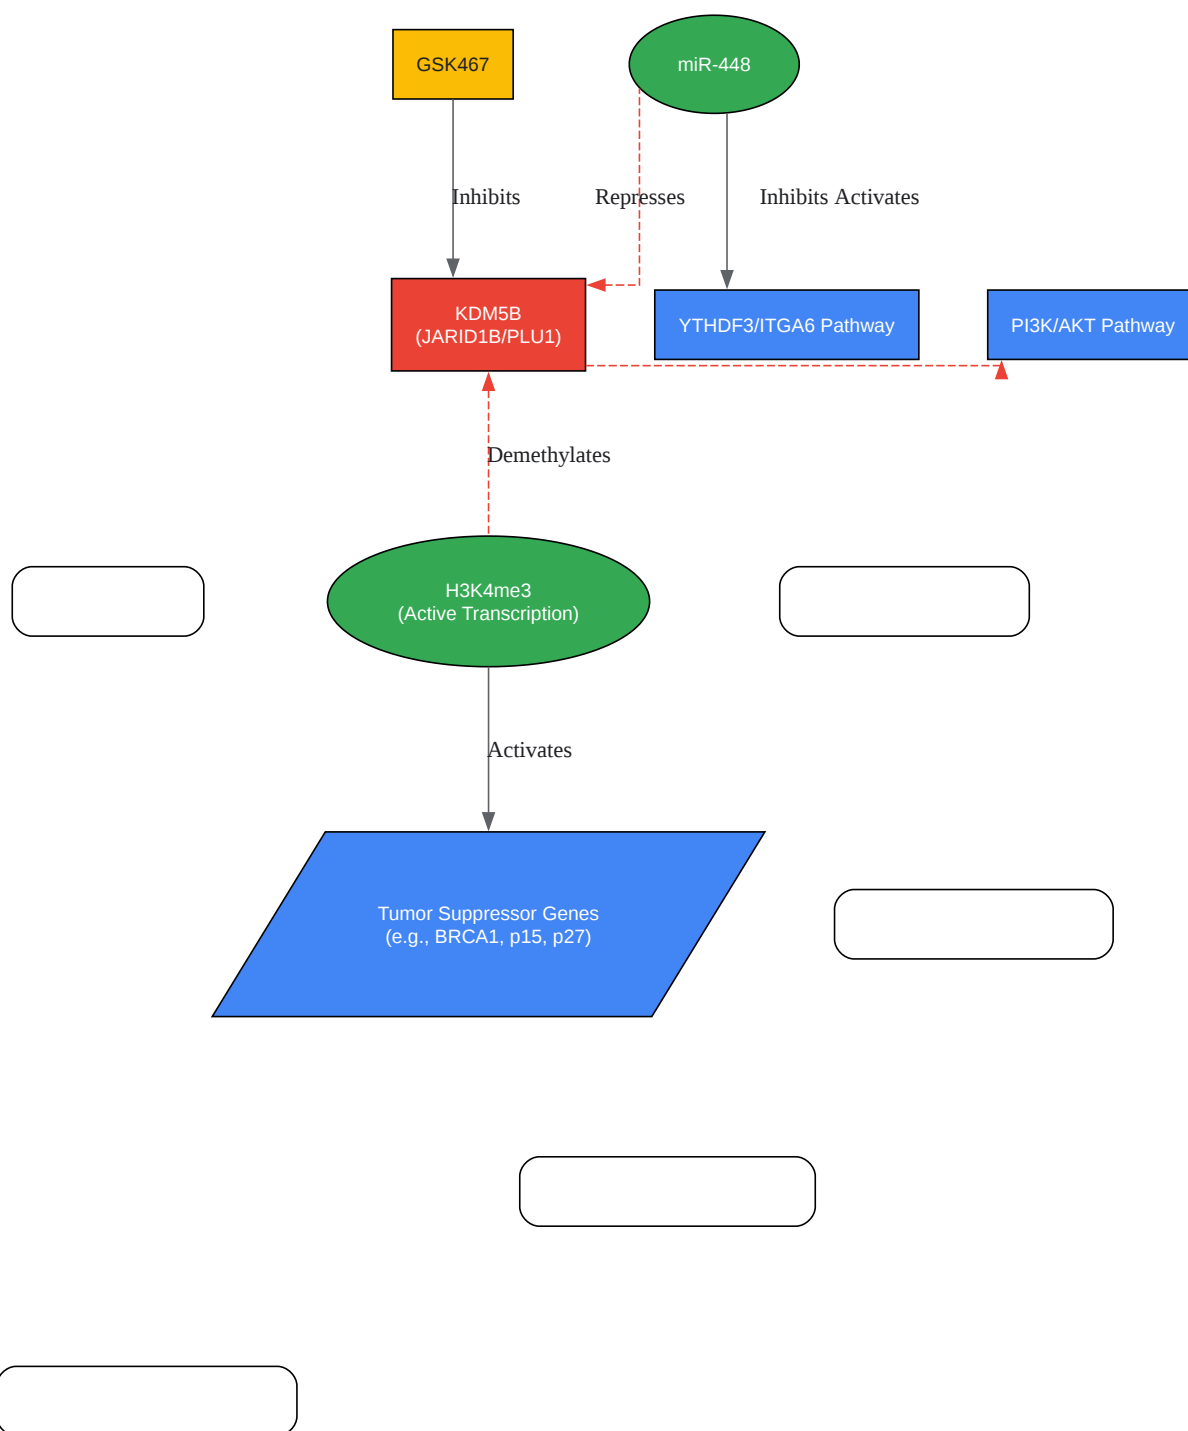 GSK467
miR-448
Inhibits
Represses
Inhibits Activates
KDM5B
(JARID1B/PLU1)
YTHDF3/ITGA6 Pathway
PI3K/AKT Pathway
Demethylates
H3K4me3
(Active Transcription)
Activates
Tumor Suppressor Genes
(e.g., BRCA1, p15, p27)